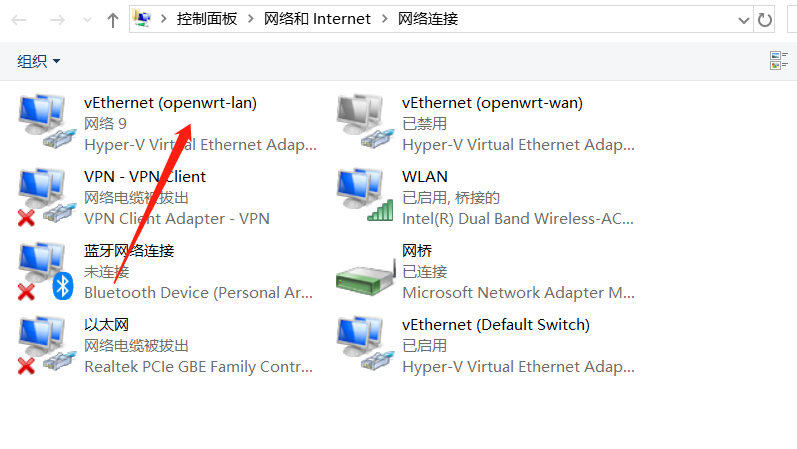 控制面板 > 网络和 Internet > 网络连接
组织
vEthernet (openwrt-lan)
网络 9
Hyper-V Virtual Ethernet Adap...
vEthernet (openwrt-wan)
已禁用
Hyper-V Virtual Ethernet Adap...
VPN - VPN Client
网络电缆被拔出
VPN Client Adapter - VPN
WLAN
已启用, 桥接的
Intel(R) Dual Band Wireless-AC...
蓝牙网络连接
未连接
Bluetooth Device (Personal Ar...
网桥
已连接
Microsoft Network Adapter M...
以太网
网络电缆被拔出
Realtek PCIe GBE Family Contr...
vEthernet (Default Switch)
已启用
Hyper-V Virtual Ethernet Adap...